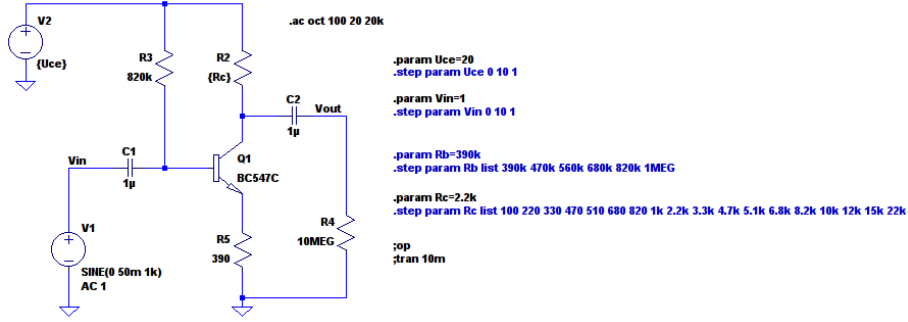 V2
{Uce}
R3
820k
R2
{Rc}
.ac oct 100 20 20k
.param Uce=20
.step param Uce 0 10 1
.param Vin=1
.step param Vin 0 10 1
C2
1µ
Vout
Vin
C1
1µ
Q1
BC547C
.param Rb=390k
.step param Rb list 390k 470k 560k 680k 820k 1MEG
.param Rc=2.2k
.step param Rc list 100 220 330 470 510 680 820 1k 2.2k 3.3k 4.7k 5.1k 6.8k 8.2k 10k 12k 15k 22k
V1
SINE(0 50m 1k)
AC 1
R5
390
R4
10MEG
;op
;tran 10m